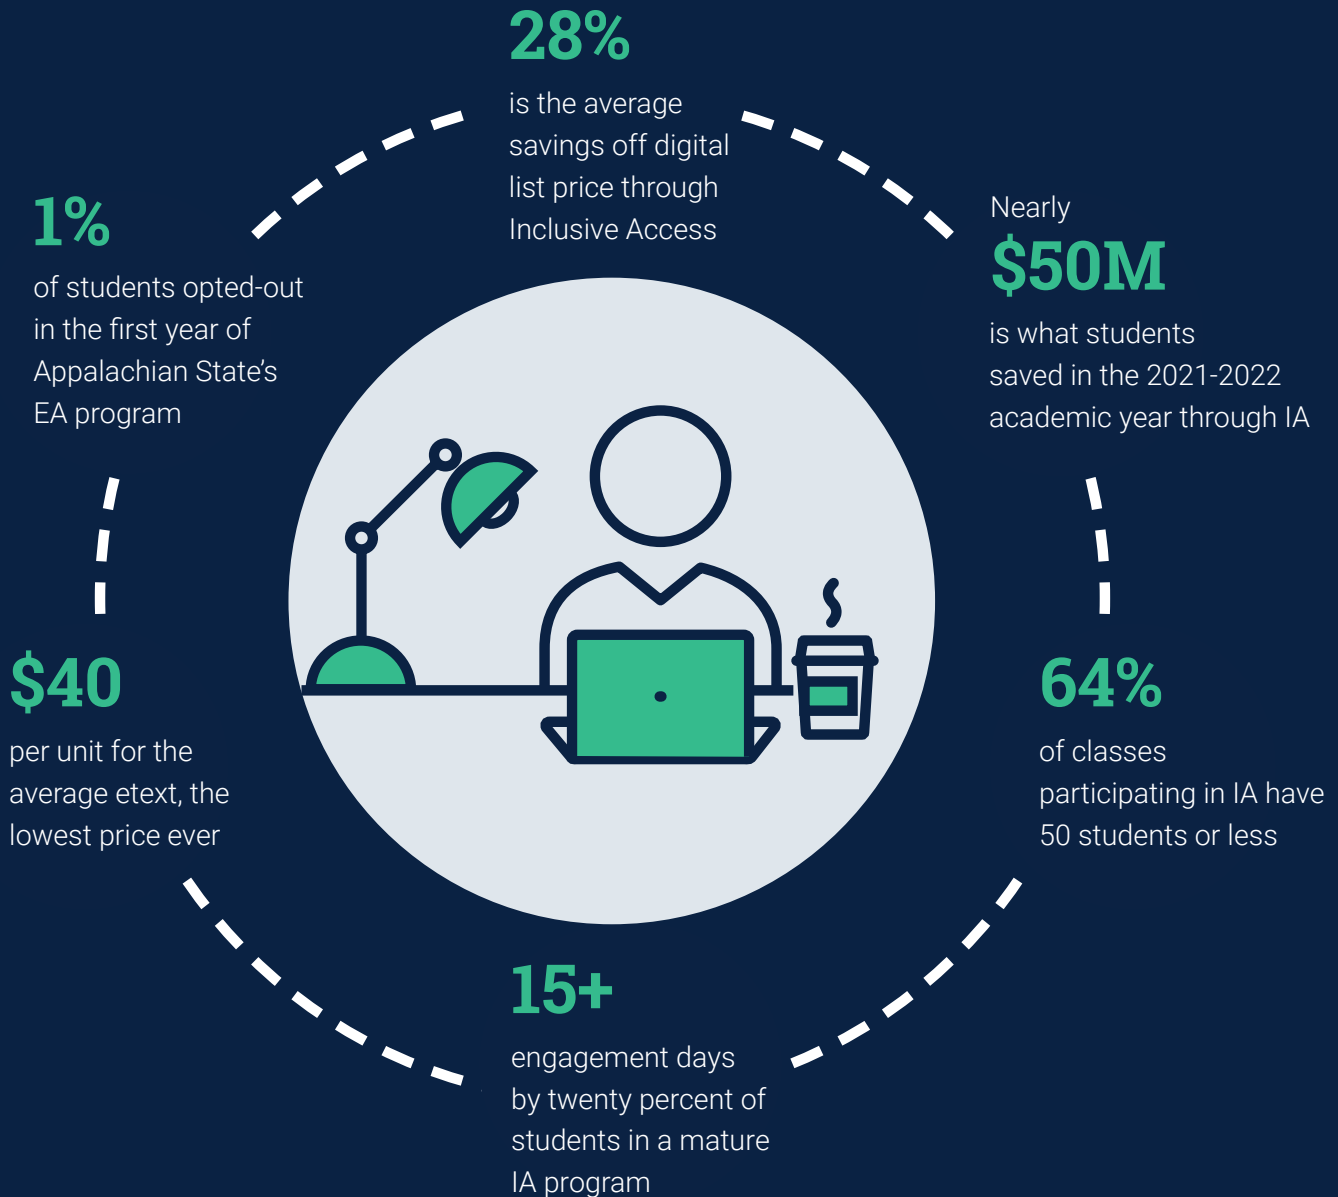 28%
is the average
savings off digital
list price through
Inclusive Access
Nearly
$50M
is what students
saved in the 2021-2022
academic year through IA
64%
of classes
participating in IA have
50 students or less
15+
engagement days
by twenty percent of
students in a mature
IA program
$40
per unit for the
average etext, the
lowest price ever
1%
of students opted-out
in the first year of
Appalachian State’s
EA program